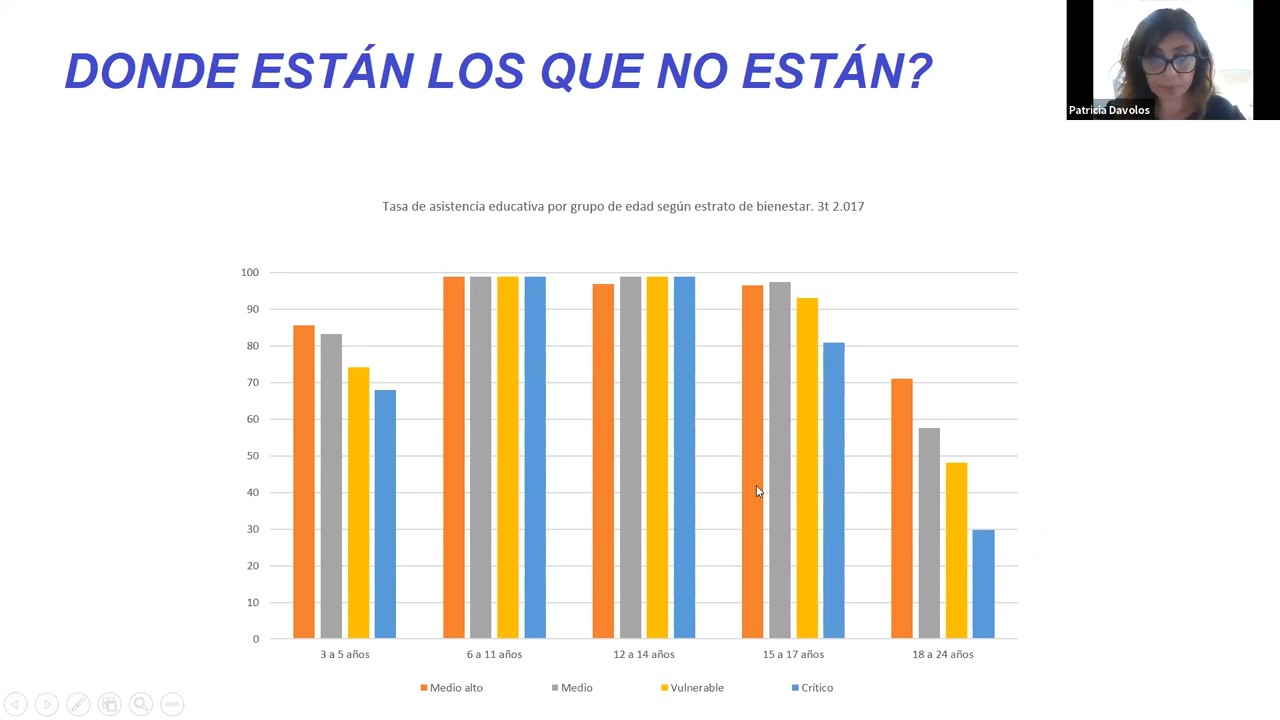 DONDE ESTÁN LOS QUE NO ESTÁN?
Patricia Davolos
Tasa de asistencia educativa por grupo de edad según estrato de bienestar. 3t 2.017
100
90
80
70
60
50
40
30
20
10
0
3 a 5 años 6 a 11 años 12 a 14 años 15 a 17 años 18 a 24 años
Medio alto Medio Vulnerable Crítico